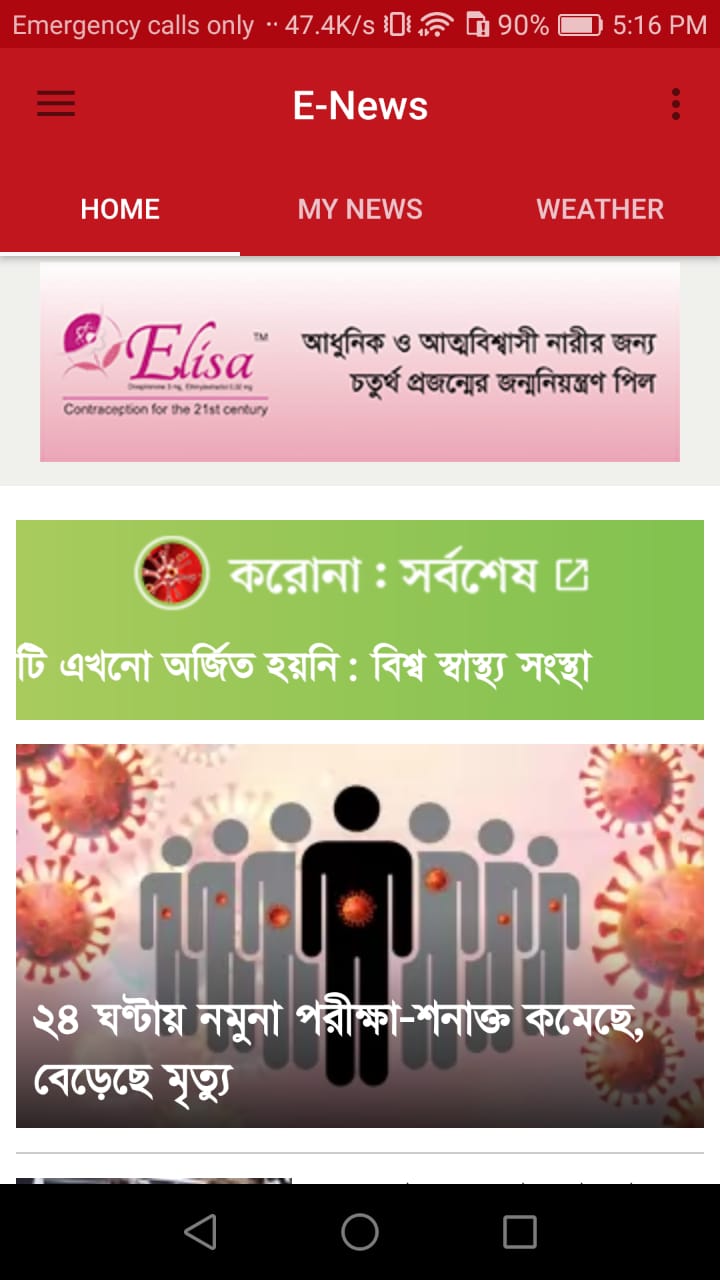 Emergency calls only ·· 47.4K/s 90% 5:16 PM
E-News
HOME MY NEWS WEATHER
Elisa™
Contraception for the 21st century
আধুনিক ও আত্মবিশ্বাসী নারীর জন্য
চতুর্থ প্রজন্মের জন্মনিয়ন্ত্রণ পিল
করোনা : সর্বশেষ
টি এখনো অর্জিত হয়নি : বিশ্ব স্বাস্থ্য সংস্থা
২৪ ঘণ্টায় নমুনা পরীক্ষা-শনাক্ত কমেছে,
বেড়েছে মৃত্যু